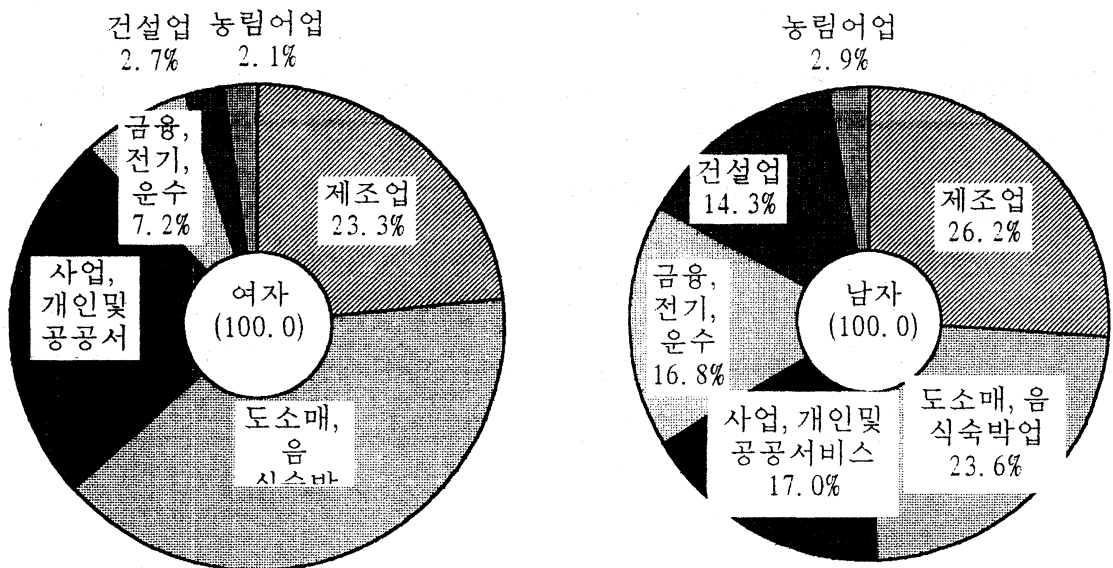 건설업
2.7%
농림어업
2.1%
금융,
전기,
운수
7.2%
제조업
23.3%
사업,
개인및
공공서
여자
(100.0)
도소매,
음
농림어업
2.9%
건설업
14.3%
제조업
26.2%
금융,
전기,
운수
16.8%
남자
(100.0)
사업, 개인및
공공서비스
17.0%
도소매, 음
식숙박업
23.6%